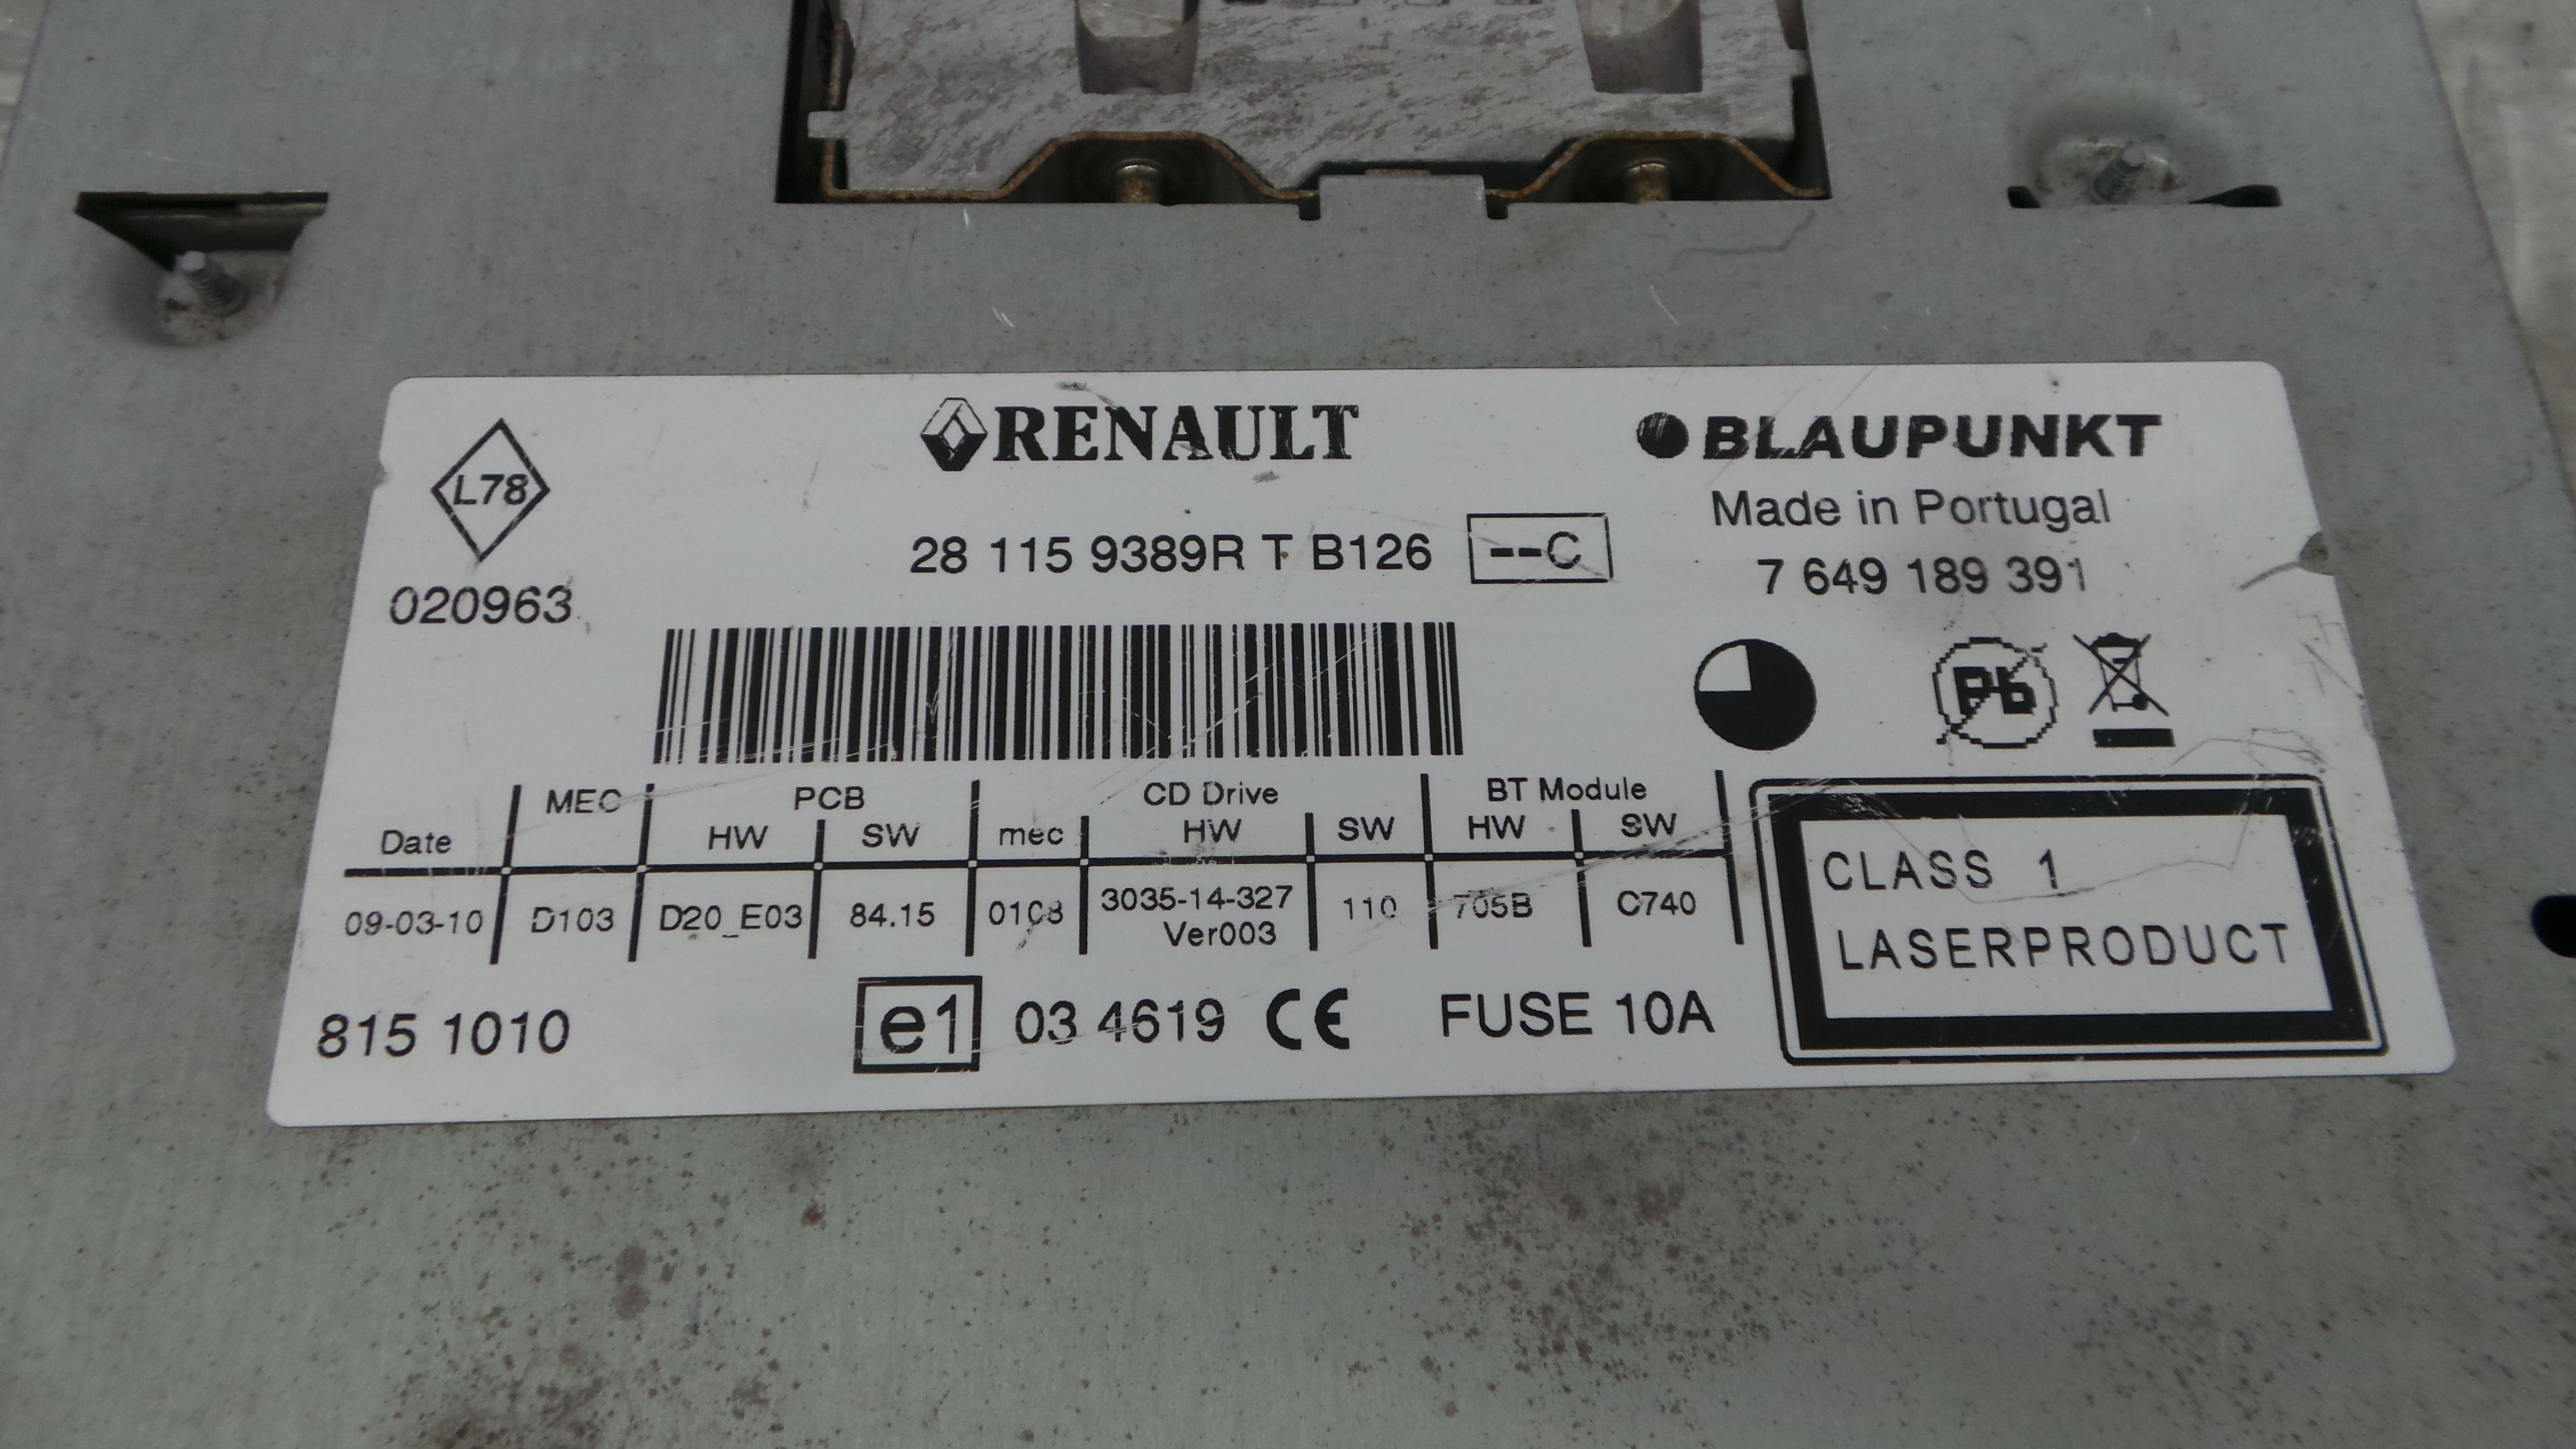 RENAULT
BLAUPUNKT
L78
Made in Portugal
28 115 9389R T B126 --C
7 649 189 391
020963
Pb
MEC PCB CD Drive BT Module
Date HW SW mec HW SW HW SW
09-03-10 D103 D20_E03 84.15 0108 3035-14-327 110 705B C740
Ver003
CLASS 1
LASERPRODUCT
815 1010 e1 03 4619 CE FUSE 10A